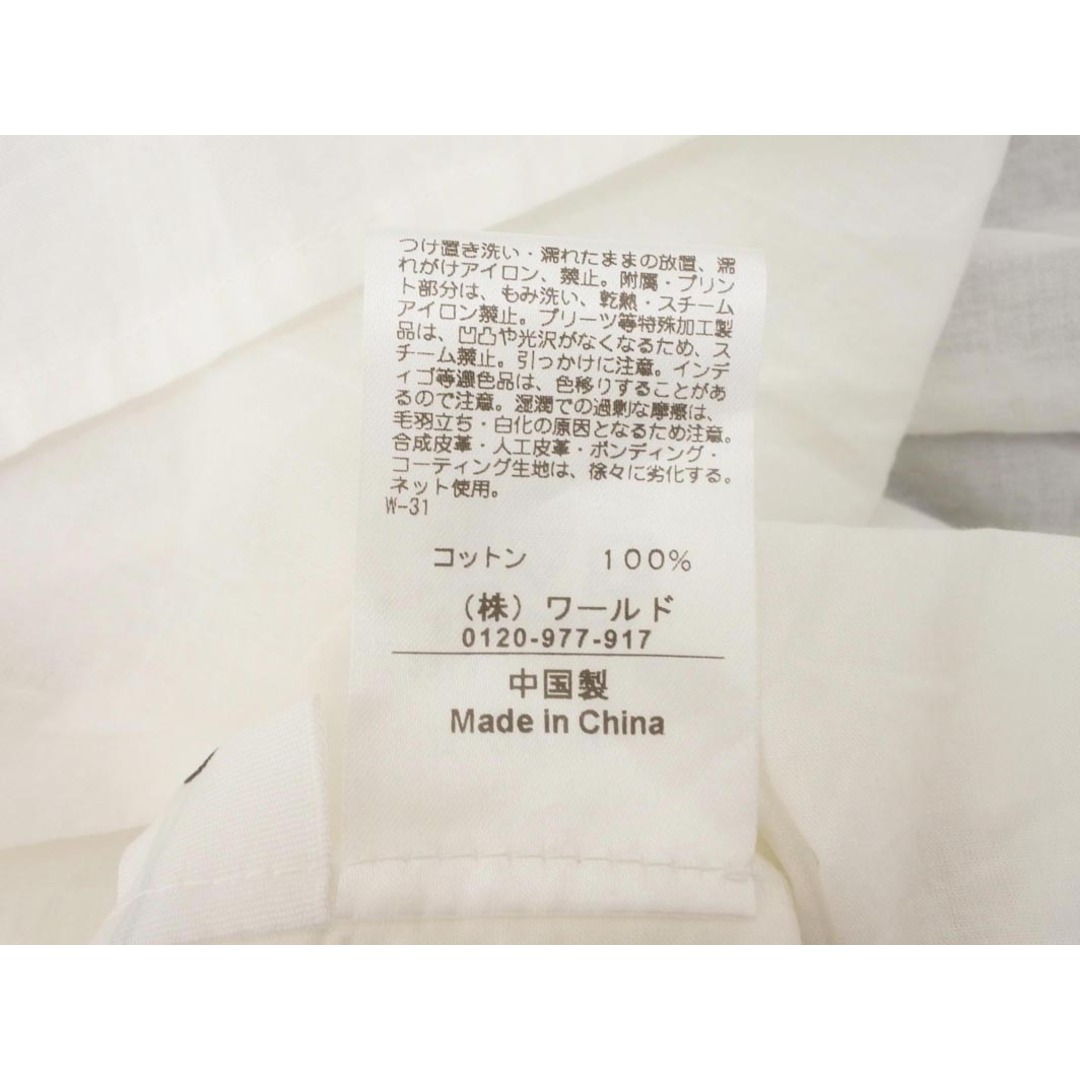 つけ置き洗い・濡れたままの放置、濡
れがけアイロン、禁止。附属・プリン
ト部分は、もみ洗い、乾熱・スチーム
アイロン禁止。プリーツ等特殊加工製
品は、凹凸や光沢がなくなるため、ス
チーム禁止。引っかけに注意。インデ
ィゴ等濃色品は、色移りすることがあ
るので注意。湿潤での過剰な摩擦は、
毛羽立ち・白化の原因となるため注意。
合成皮革・人工皮革・ボンディング・
コーティング生地は、徐々に劣化する。
ネット使用。
W-31
コットン 100%
（株）ワールド
0120-977-917
中国製
Made in China